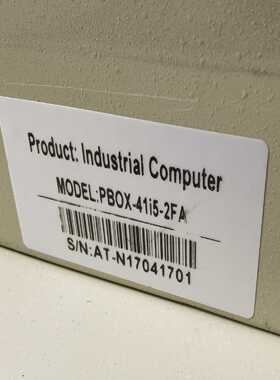 Product: Industrial Computer
MODEL:PBOX-41i5-2FA
S/N:AT-N17041701